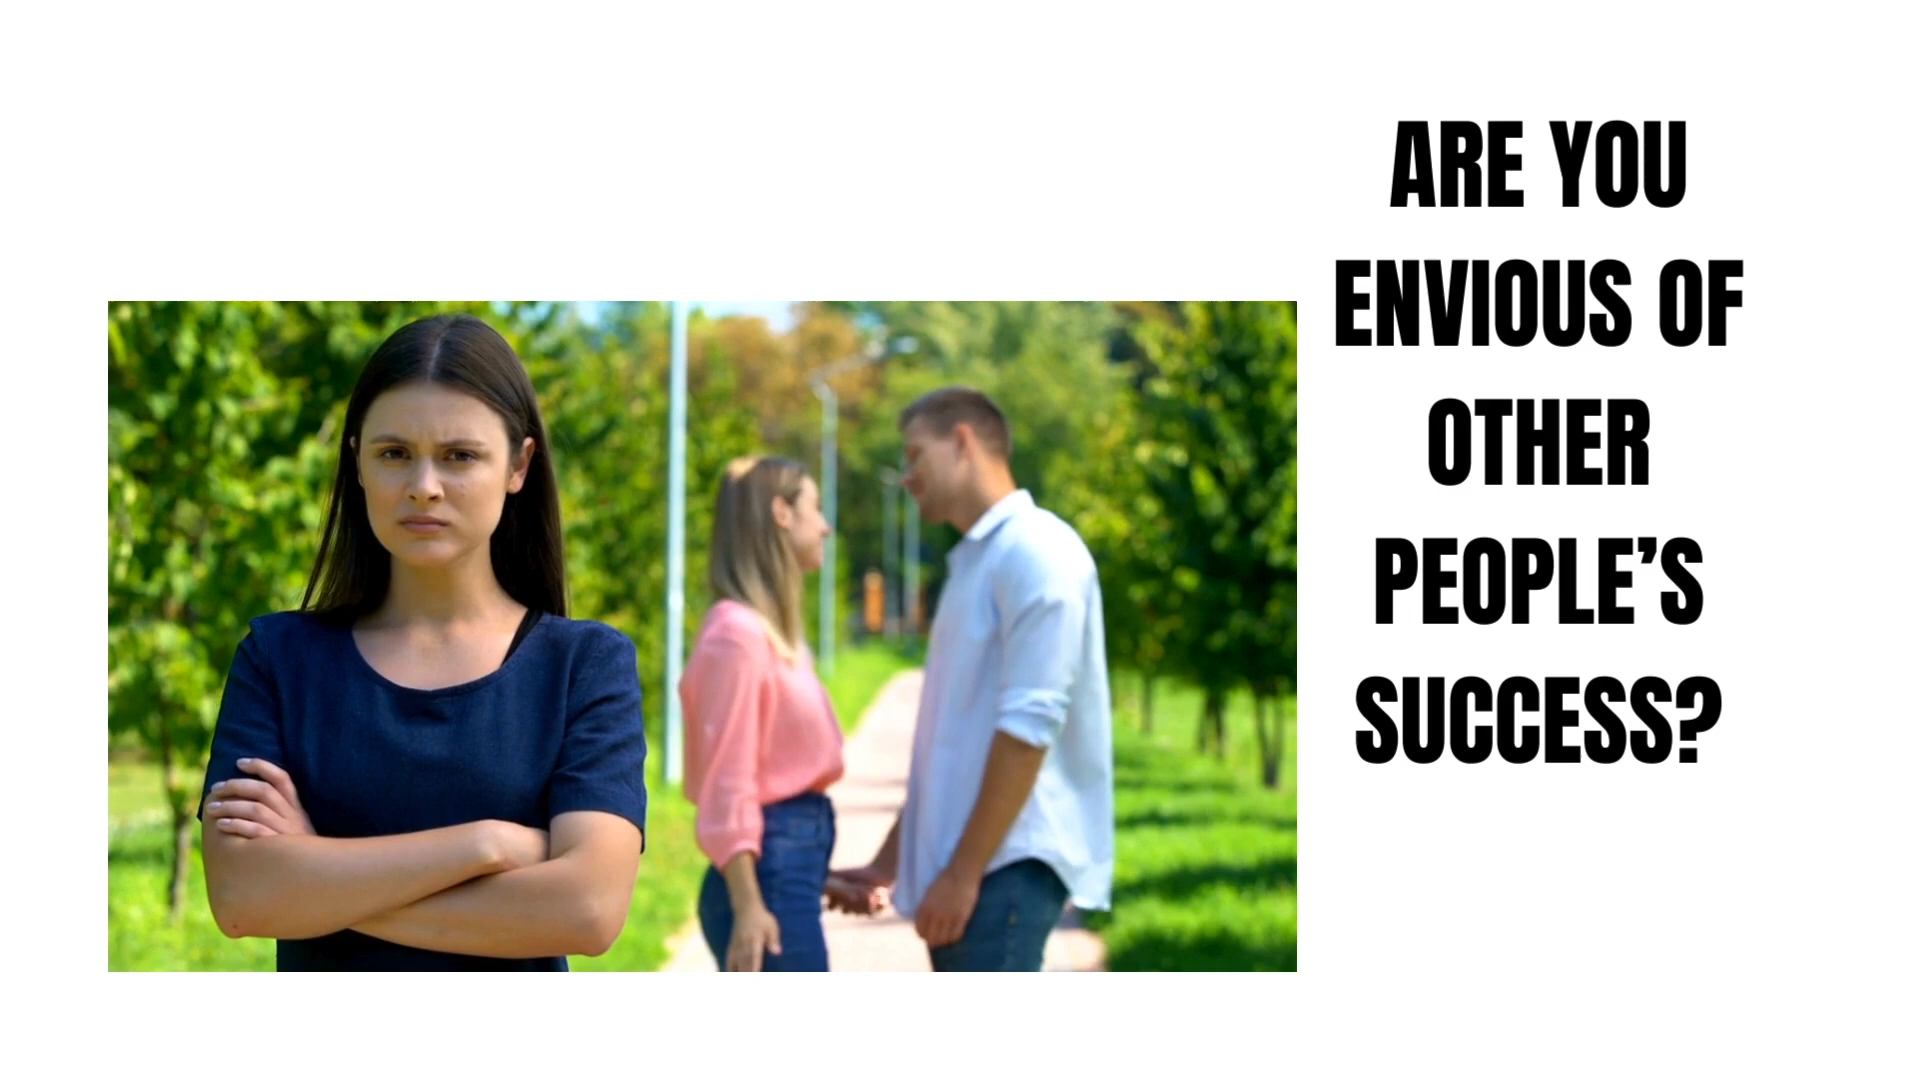 ARE YOU
ENVIOUS OF
OTHER
PEOPLE’S
SUCCESS?